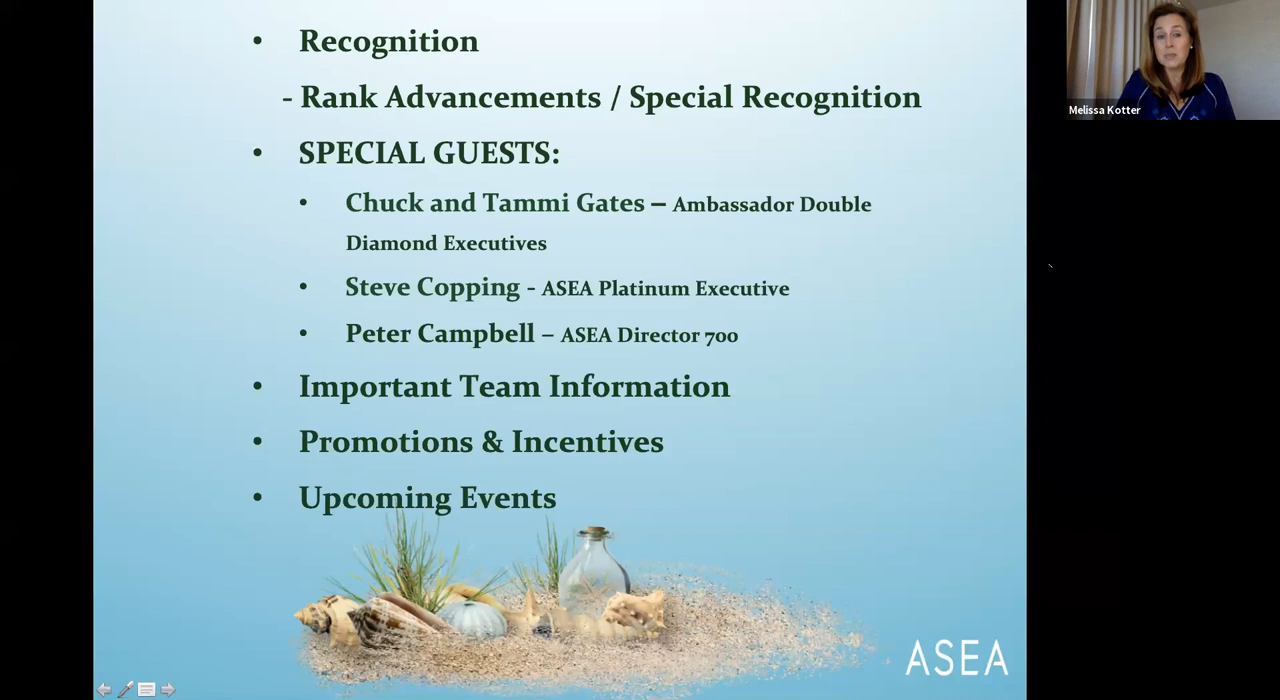 Recognition
- Rank Advancements / Special Recognition
SPECIAL GUESTS:
Chuck and Tammi Gates – Ambassador Double
Diamond Executives
Steve Copping - ASEA Platinum Executive
Peter Campbell – ASEA Director 700
Important Team Information
Promotions & Incentives
Upcoming Events
ASEA
Melissa Kotter